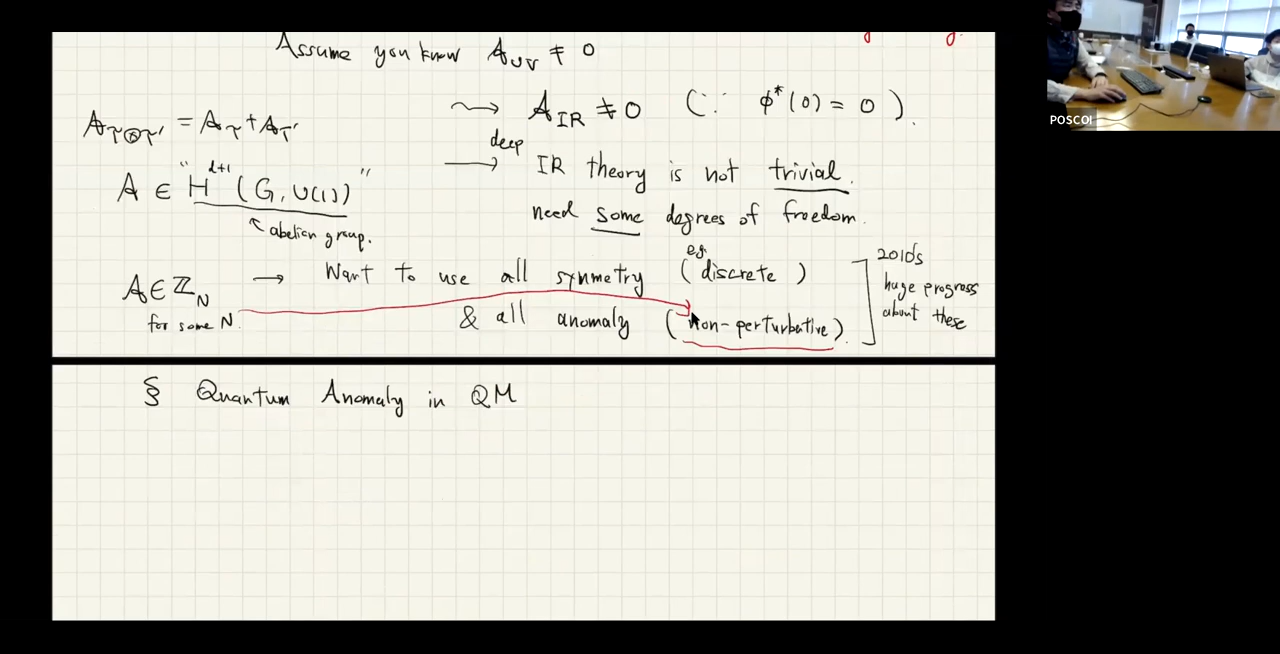 Assume you know A_UV ≠ 0
⇝ A_IR ≠ 0 (∵ φ*(0) = 0).
A_T⊗T' = A_T + A_T'
deep
→ IR theory is not trivial.
A ∈ "H^{d+1}(G, U(1))"
need some degrees of freedom.
↖ abelian group.
e.g.
A ∈ ℤ_N → Want to use all symmetry (discrete)
for some N.
& all anomaly (non-perturbative).
2010s
huge progress
about these
§ Quantum Anomaly in QM
POSCO